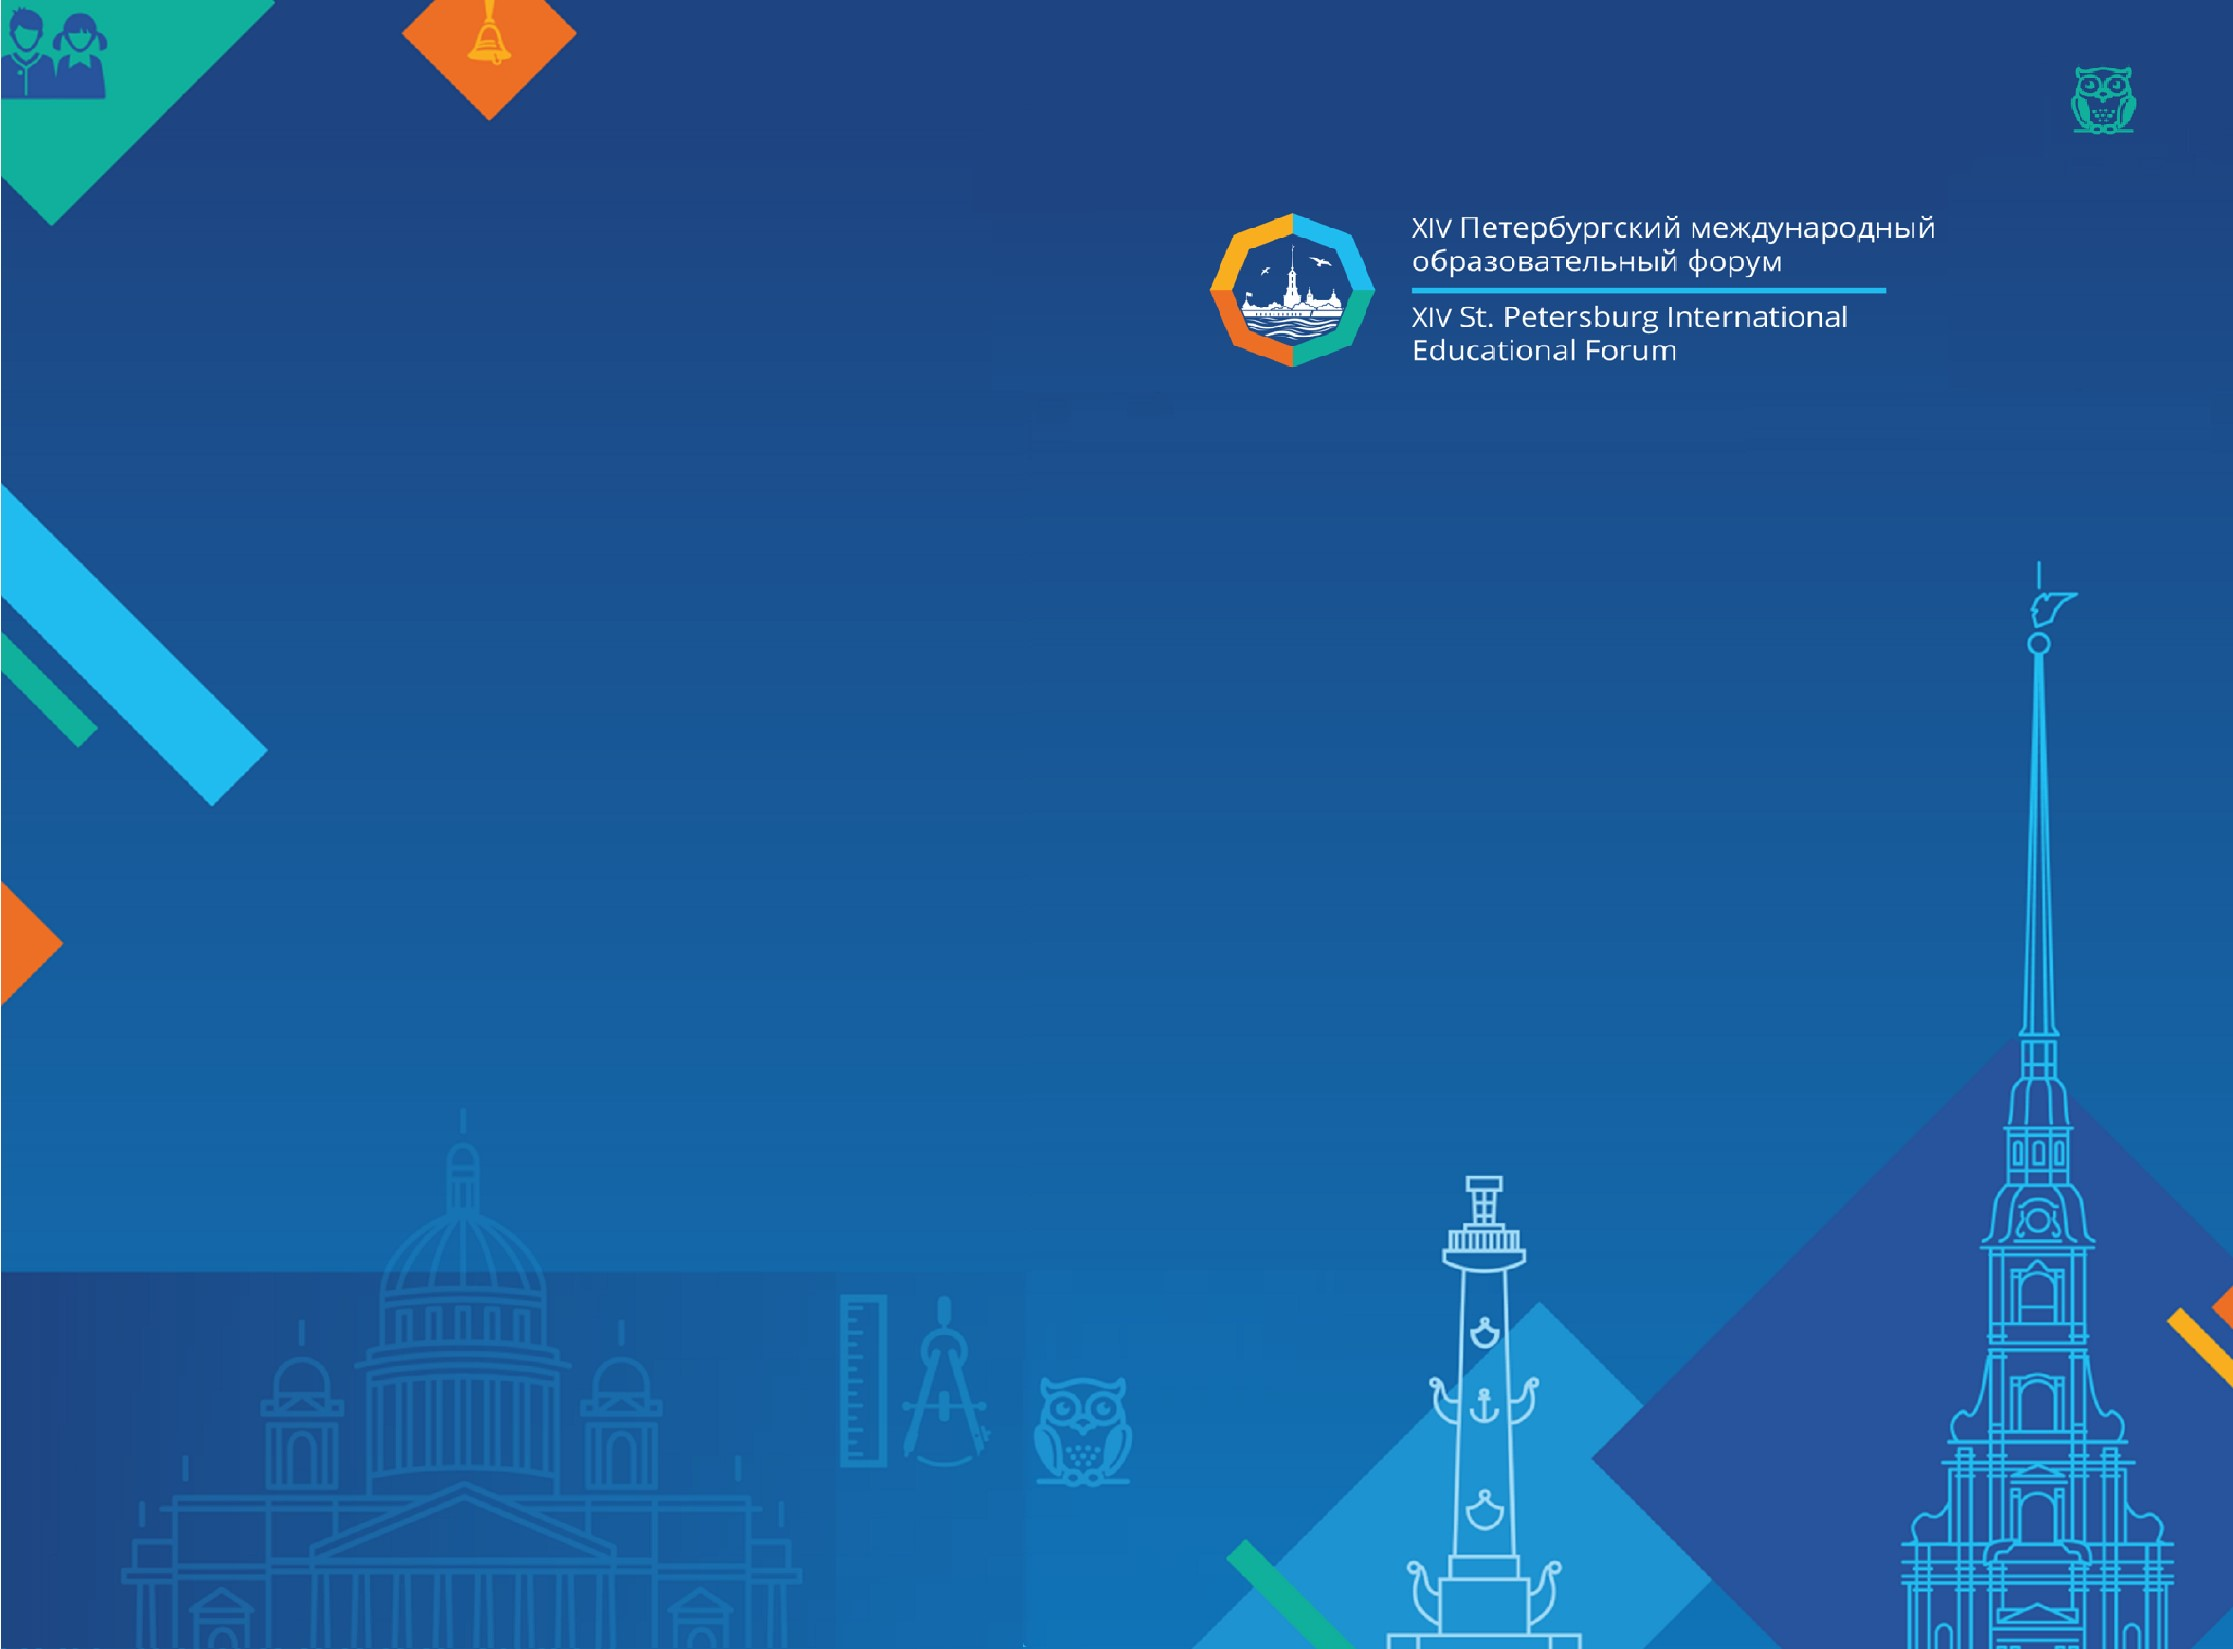 XIV Петербургский международный
образовательный форум
XIV St. Petersburg International
Educational Forum